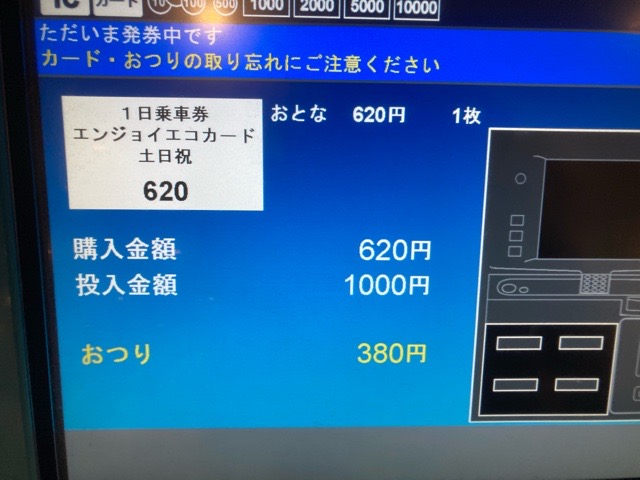 IC カード 10 100 500 1000 2000 5000 10000
ただいま発券中です
カード・おつりの取り忘れにご注意ください
１日乗車券
エンジョイエコカード
土日祝
620
おとな 620円 1枚
購入金額 620円
投入金額 1000円
おつり 380円